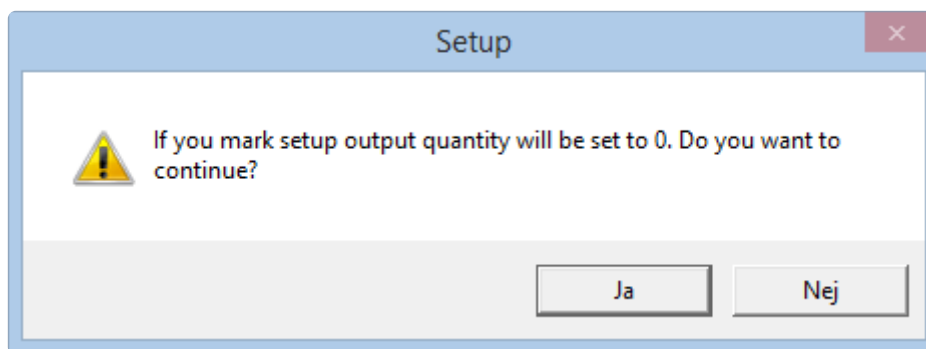 Setup
If you mark setup output quantity will be set to 0. Do you want to
continue?
Ja
Nej